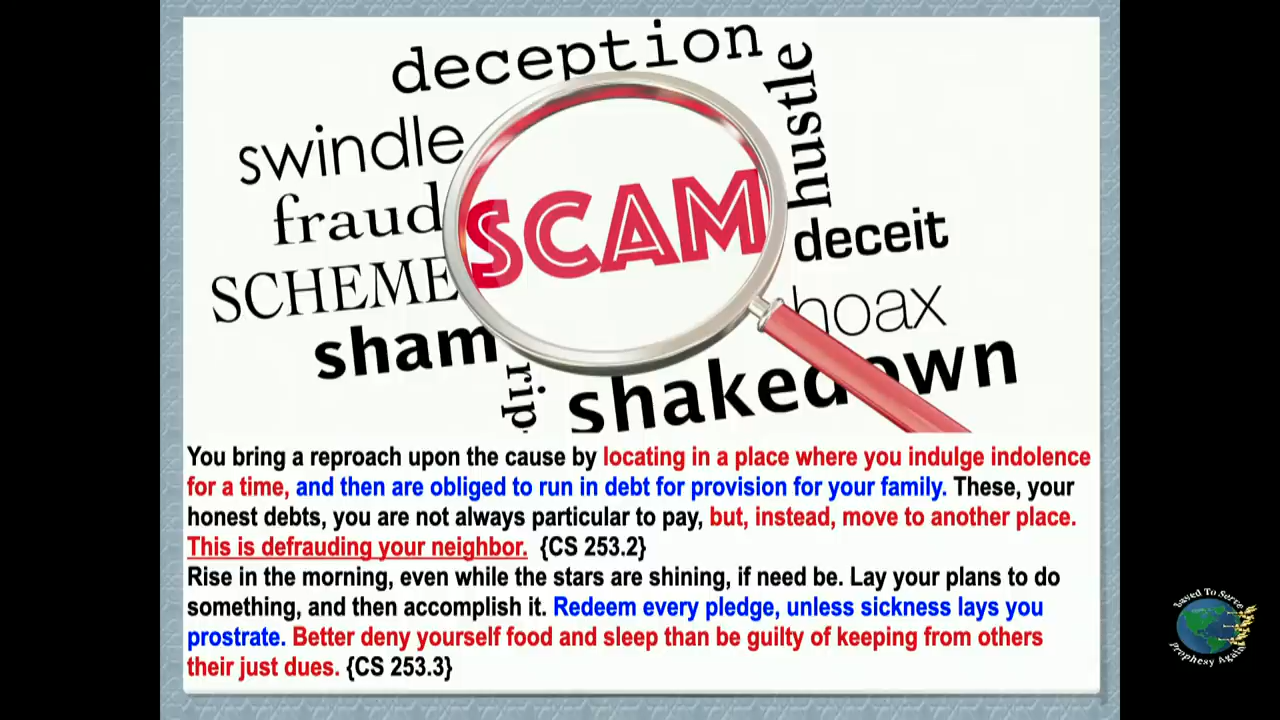 deception
hustle
swindle
fraud
SCAM
deceit
SCHEME
hoax
sham
rip
shakedown
You bring a reproach upon the cause by locating in a place where you indulge indolence
for a time, and then are obliged to run in debt for provision for your family. These, your
honest debts, you are not always particular to pay, but, instead, move to another place.
This is defrauding your neighbor. {CS 253.2}
Rise in the morning, even while the stars are shining, if need be. Lay your plans to do
something, and then accomplish it. Redeem every pledge, unless sickness lays you
prostrate. Better deny yourself food and sleep than be guilty of keeping from others
their just dues. {CS 253.3}
To Serve
Prophesy Again